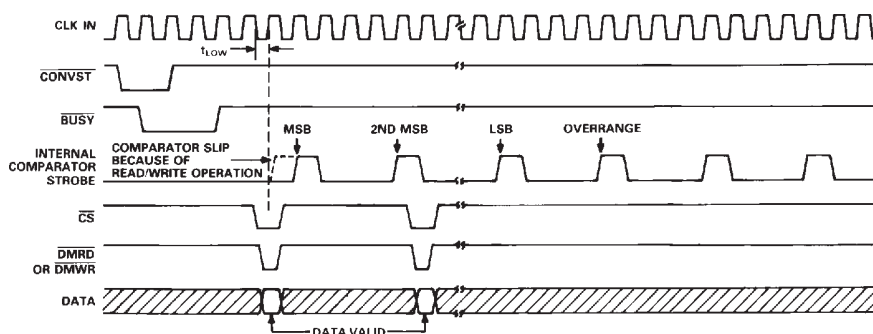 CLK IN
tLOW
CONVST
BUSY
MSB
2ND MSB
LSB
OVERRANGE
INTERNAL
COMPARATOR
STROBE
COMPARATOR SLIP
BECAUSE OF
READ/WRITE OPERATION
CS
DMRD
OR DMWR
DATA
DATA VALID